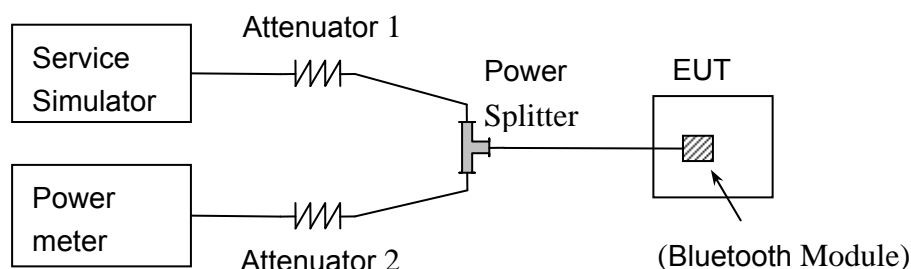 Attenuator 1
Service
Simulator
Power
Splitter
EUT
Power
meter
Attenuator 2
(Bluetooth Module)